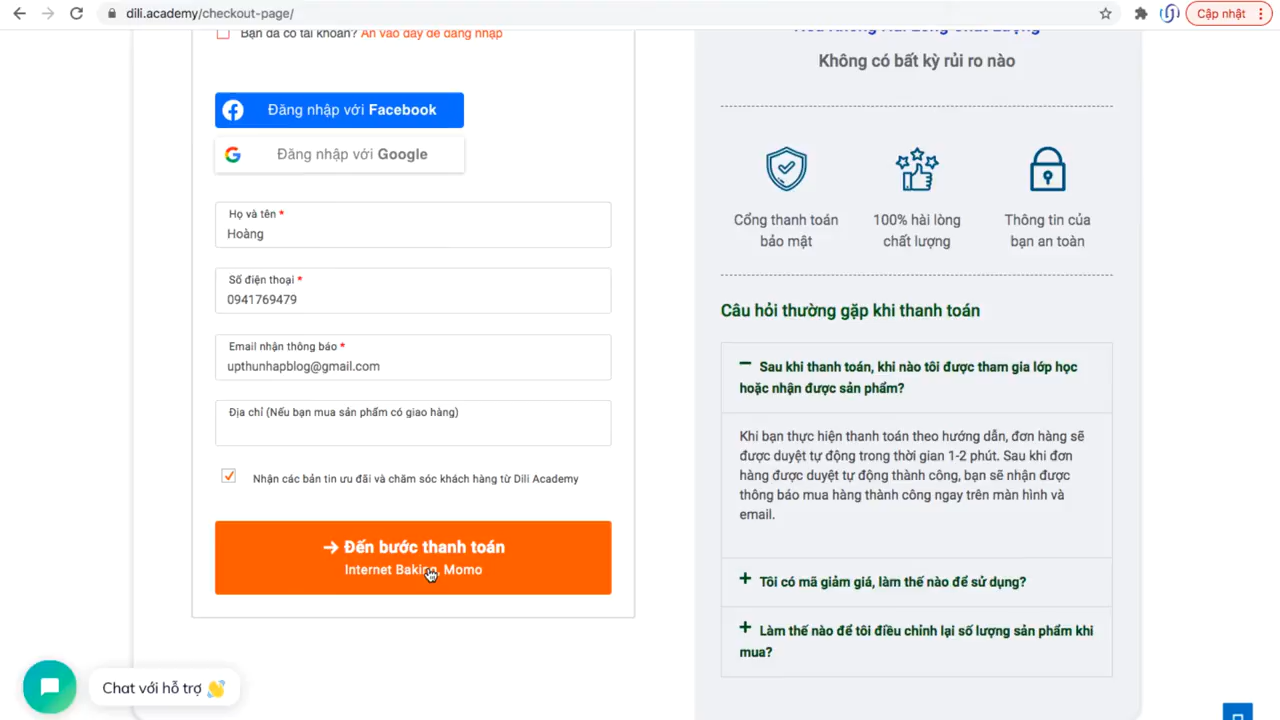 dili.academy/checkout-page/
Cập nhật
Bạn đã có tài khoản? Ấn vào đây để đăng nhập
Đăng nhập với Facebook
Đăng nhập với Google
Họ và tên *
Hoàng
Số điện thoại *
0941769479
Email nhận thông báo *
upthunhapblog@gmail.com
Địa chỉ (Nếu bạn mua sản phẩm có giao hàng)
Nhận các bản tin ưu đãi và chăm sóc khách hàng từ Dili Academy
→ Đến bước thanh toán
Internet Baking, Momo
Chat với hỗ trợ 👋
Nếu Không Hài Lòng Chất Lượng
Không có bất kỳ rủi ro nào
Cổng thanh toán
bảo mật
100% hài lòng
chất lượng
Thông tin của
bạn an toàn
Câu hỏi thường gặp khi thanh toán
− Sau khi thanh toán, khi nào tôi được tham gia lớp học
hoặc nhận được sản phẩm?
Khi bạn thực hiện thanh toán theo hướng dẫn, đơn hàng sẽ
được duyệt tự động trong thời gian 1-2 phút. Sau khi đơn
hàng được duyệt tự động thành công, bạn sẽ nhận được
thông báo mua hàng thành công ngay trên màn hình và
email.
+ Tôi có mã giảm giá, làm thế nào để sử dụng?
+ Làm thế nào để tôi điều chỉnh lại số lượng sản phẩm khi
mua?